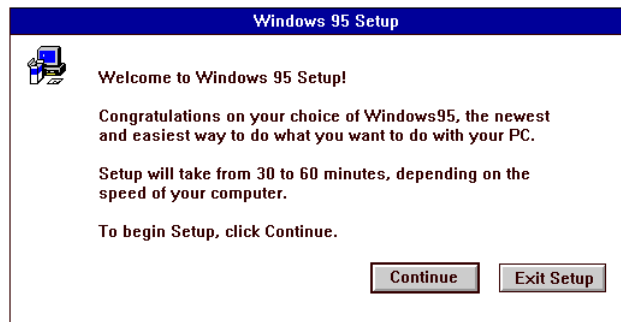 Windows 95 Setup
Welcome to Windows 95 Setup!
Congratulations on your choice of Windows95, the newest
and easiest way to do what you want to do with your PC.
Setup will take from 30 to 60 minutes, depending on the
speed of your computer.
To begin Setup, click Continue.
Continue
Exit Setup